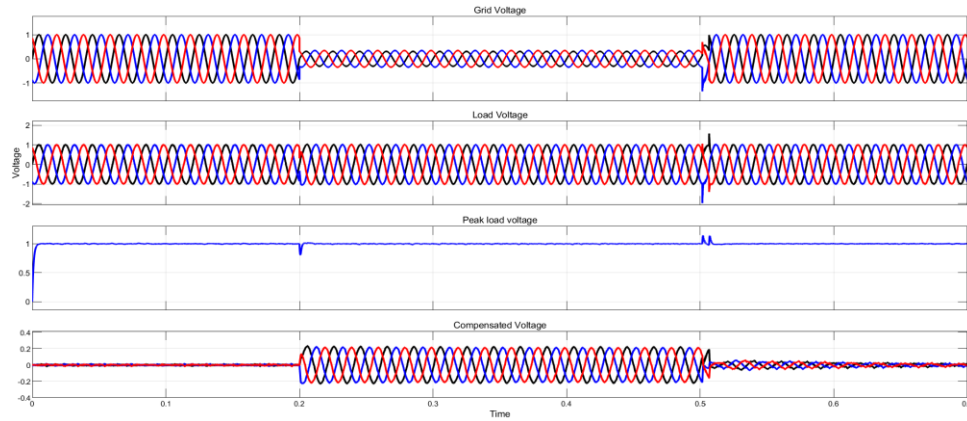 Grid Voltage
1
0
-1
Load Voltage
2
1
0
-1
-2
Voltage
Peak load voltage
1
0.5
0
Compensated Voltage
0.4
0.2
0
-0.2
-0.4
0 0.1 0.2 0.3 0.4 0.5 0.6
Time